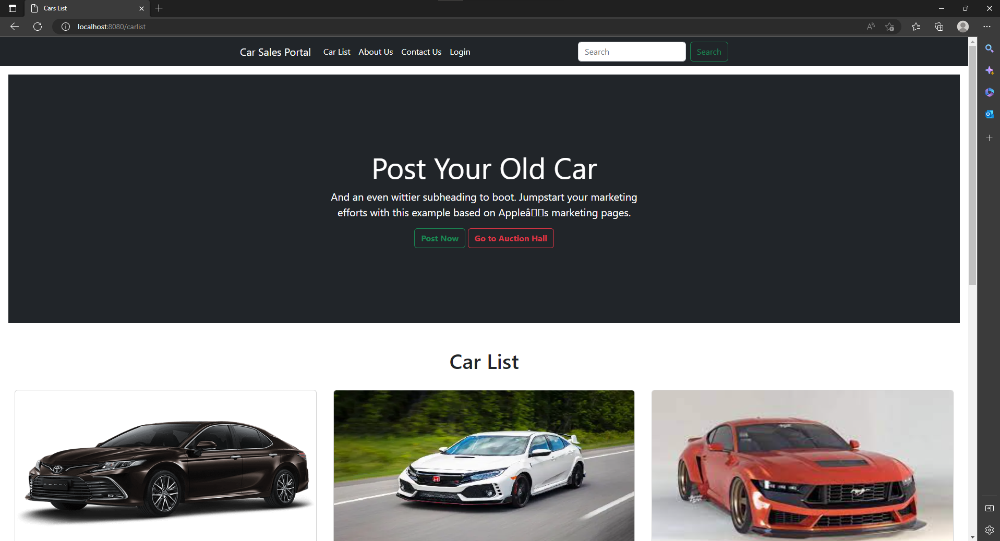 Cars List
localhost:8080/carlist
Car Sales Portal Car List About Us Contact Us Login Search Search
Post Your Old Car
And an even wittier subheading to boot. Jumpstart your marketing
efforts with this example based on Appleâ▯▯s marketing pages.
Post Now Go to Auction Hall
Car List
CAMRY